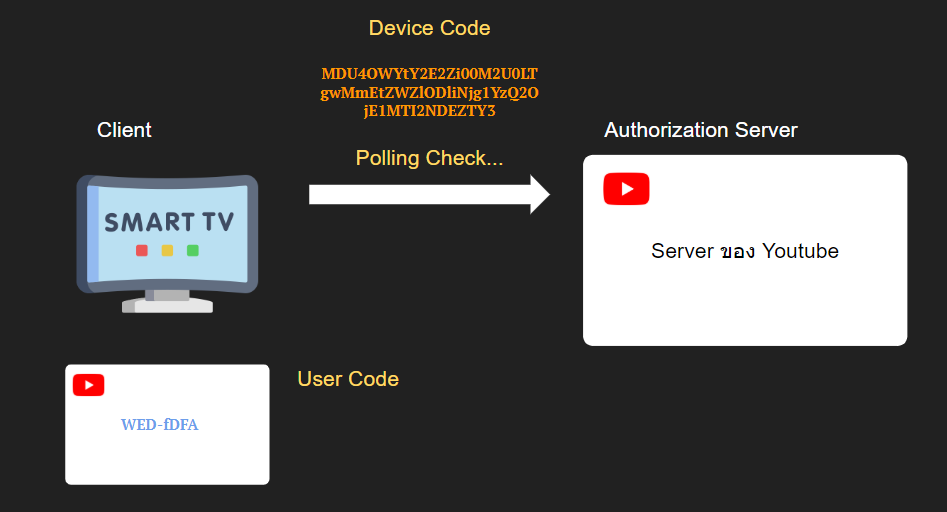 Device Code
MDU4OWYtY2E2Zi00M2U0LT
gwMmEtZWZlODliNjg1YzQ2O
jE1MTI2NDEZTY3
Client
Polling Check...
Authorization Server
SMART TV
Server ของ Youtube
User Code
WED-fDFA